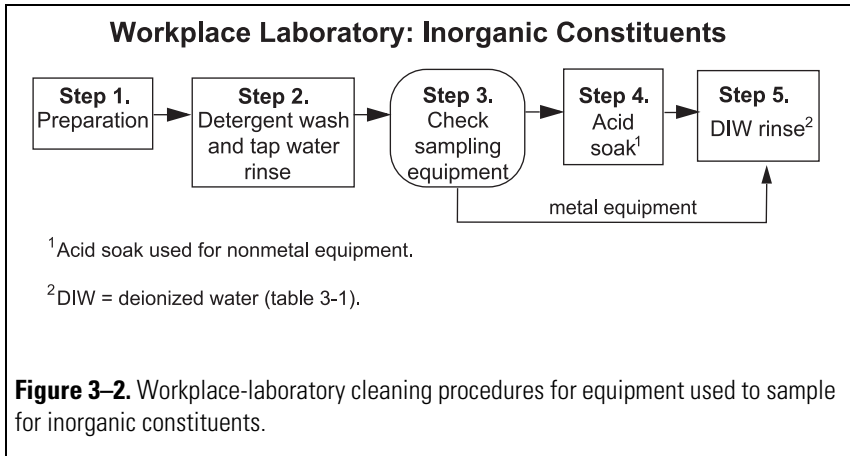 Workplace Laboratory: Inorganic Constituents
Step 1.
Preparation
Step 2.
Detergent wash
and tap water
rinse
Step 3.
Check
sampling
equipment
Step 4.
Acid
soak1
Step 5.
DIW rinse2
metal equipment
1Acid soak used for nonmetal equipment.
2DIW = deionized water (table 3-1).
Figure 3–2. Workplace-laboratory cleaning procedures for equipment used to sample
for inorganic constituents.